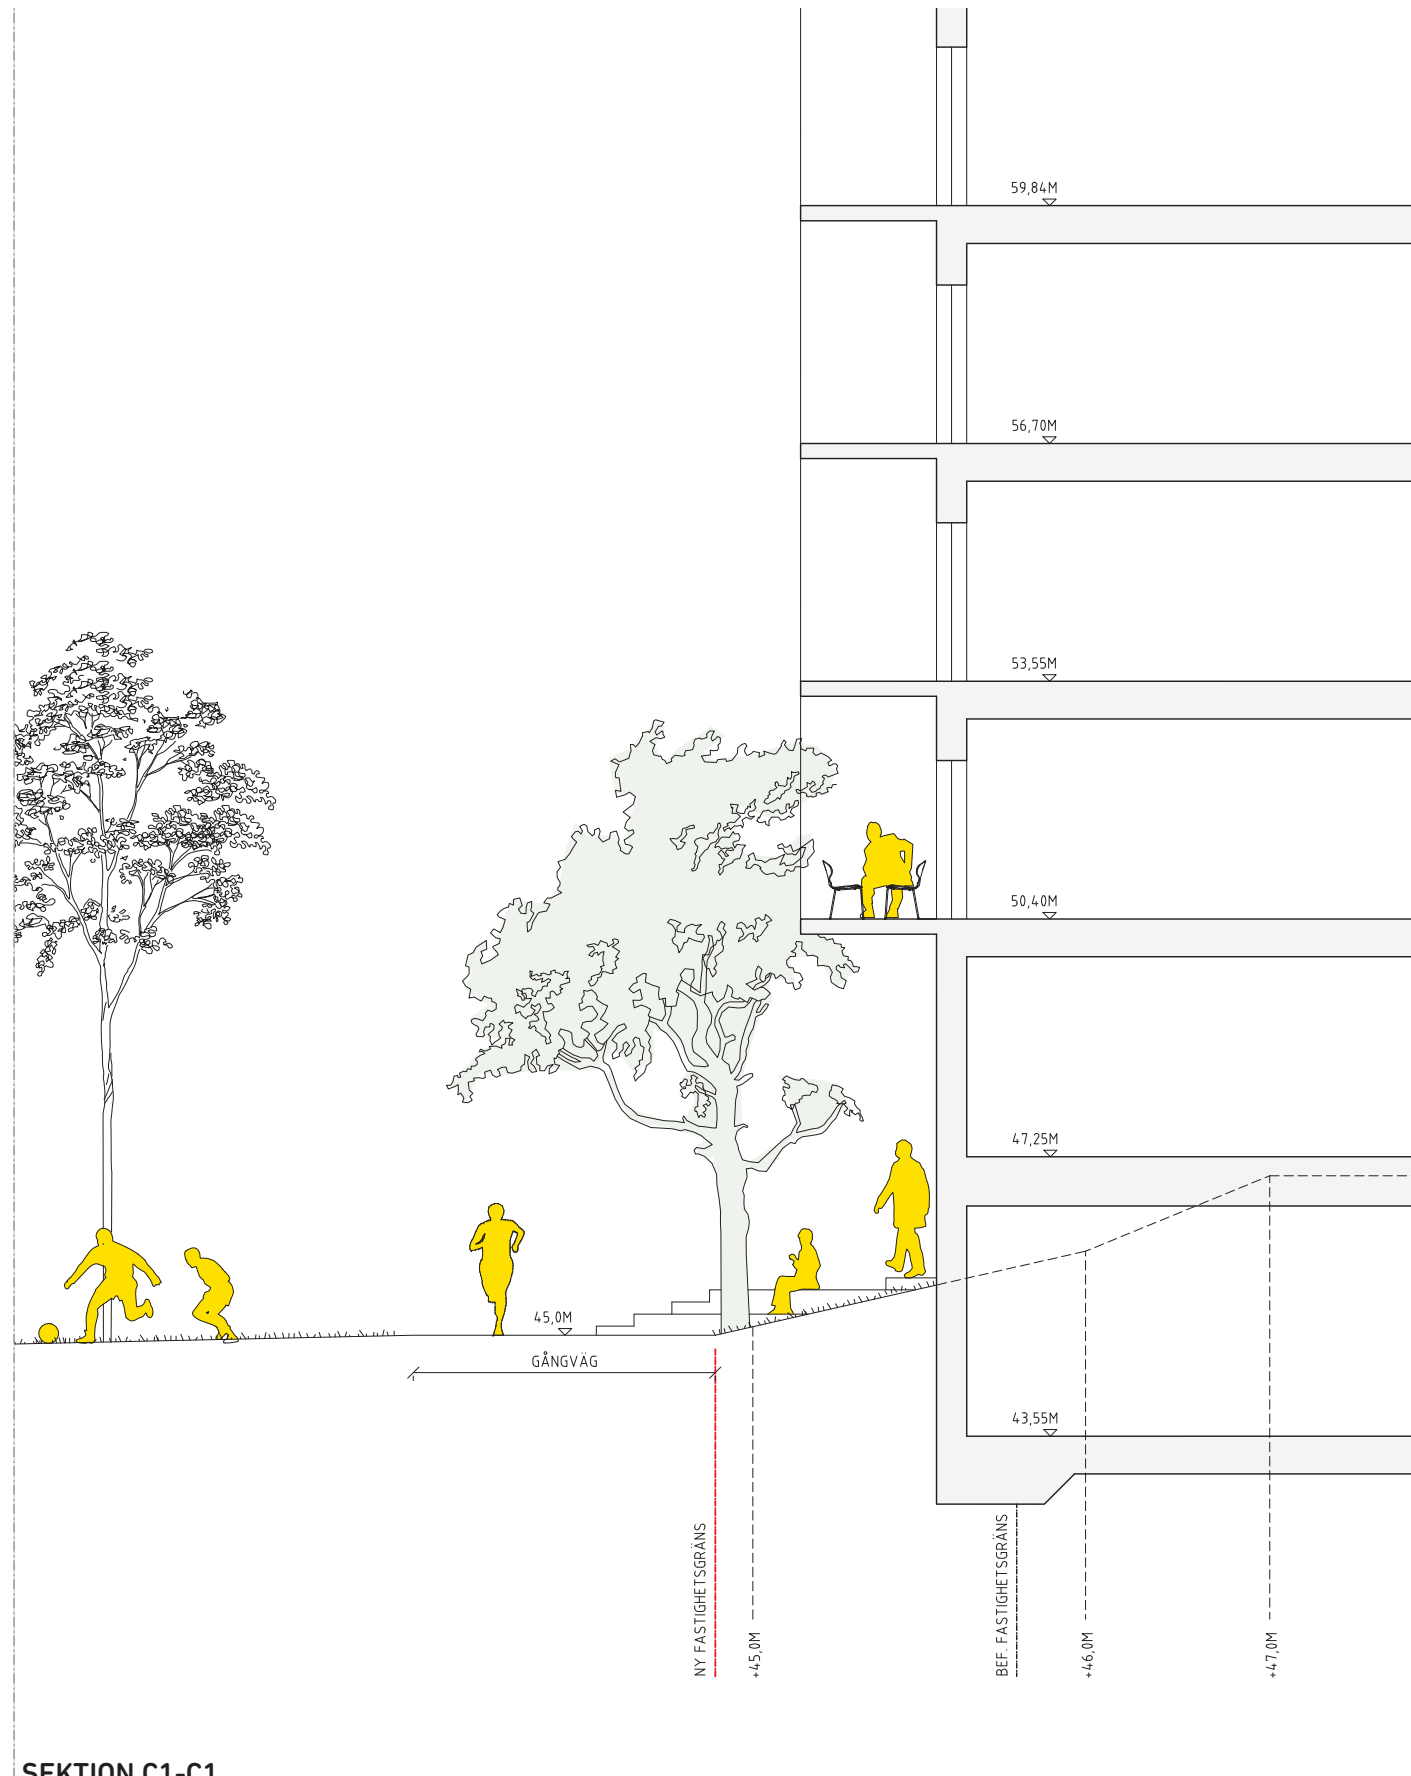 59,84M
56,70M
53,55M
50,40M
47,25M
45,0M
GÅNGVÄG
43,55M
NY FASTIGHETSGRÄNS
+45,0M
BEF. FASTIGHETSGRÄNS
+46,0M
+47,0M
SEKTION C1-C1